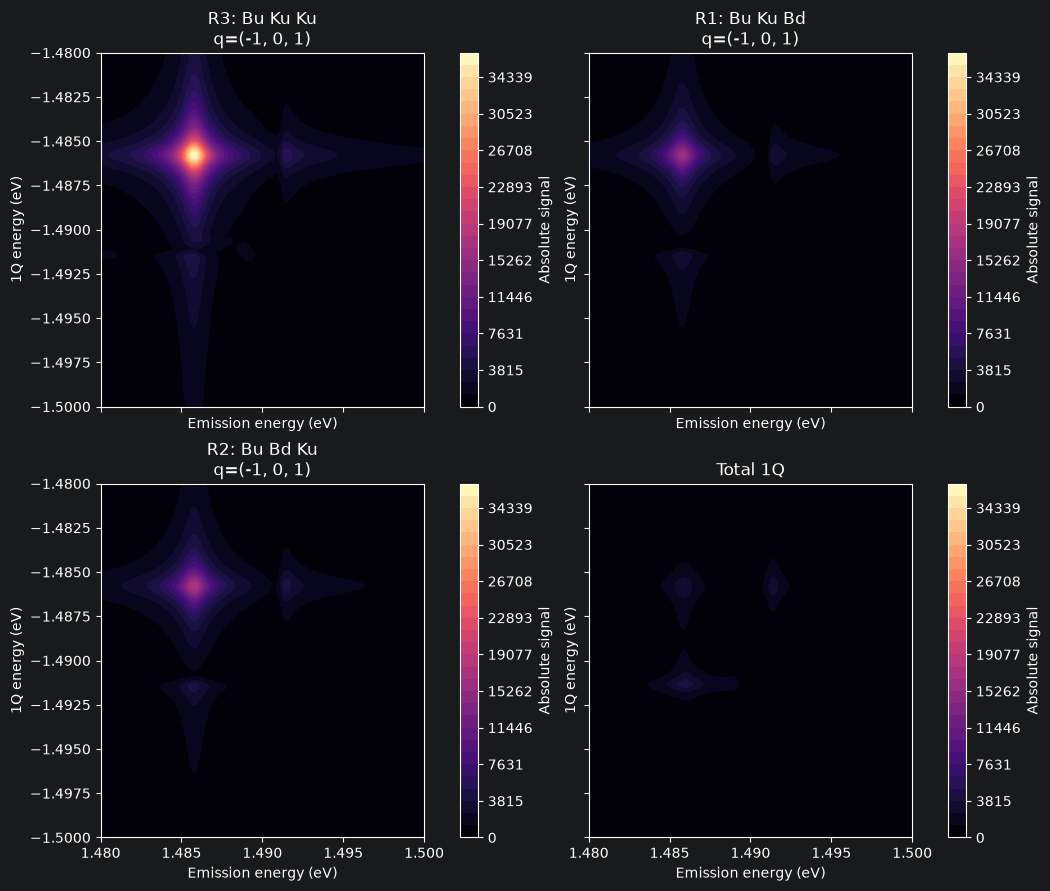 R3: Bu Ku Ku
q=(-1, 0, 1)
−1.4800
−1.4825
−1.4850
−1.4875
−1.4900
−1.4925
−1.4950
−1.4975
−1.5000
1Q energy (eV)
Emission energy (eV)
34339
30523
26708
22893
19077
15262
11446
7631
3815
0
Absolute signal
R1: Bu Ku Bd
q=(-1, 0, 1)
1Q energy (eV)
Emission energy (eV)
34339
30523
26708
22893
19077
15262
11446
7631
3815
0
Absolute signal
R2: Bu Bd Ku
q=(-1, 0, 1)
−1.4800
−1.4825
−1.4850
−1.4875
−1.4900
−1.4925
−1.4950
−1.4975
−1.5000
1Q energy (eV)
1.480 1.485 1.490 1.495 1.500
Emission energy (eV)
34339
30523
26708
22893
19077
15262
11446
7631
3815
0
Absolute signal
Total 1Q
1Q energy (eV)
1.480 1.485 1.490 1.495 1.500
Emission energy (eV)
34339
30523
26708
22893
19077
15262
11446
7631
3815
0
Absolute signal